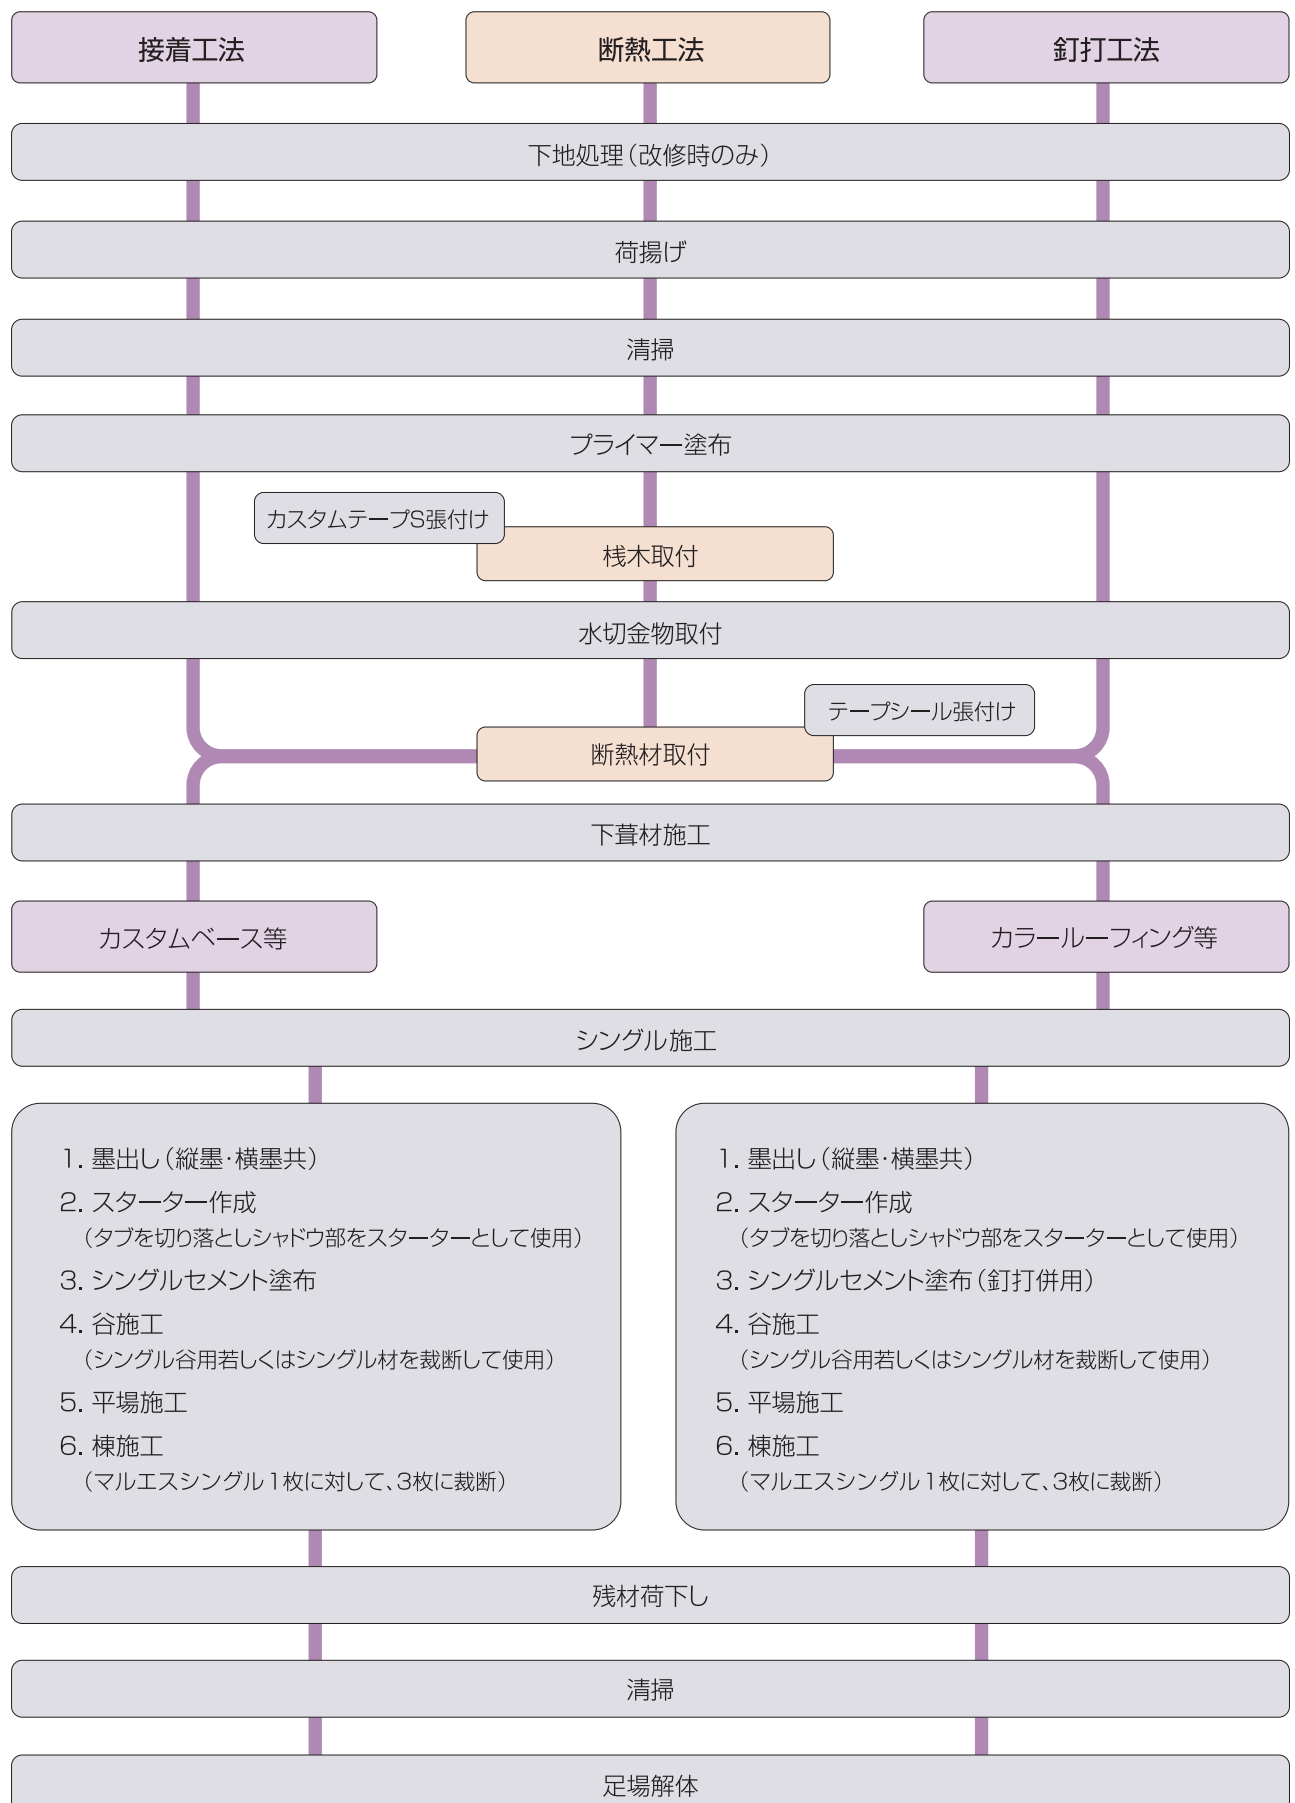 接着工法
断熱工法
釘打工法
下地処理（改修時のみ）
荷揚げ
清掃
プライマー塗布
カスタムテープS張付け
桟木取付
水切金物取付
テープシール張付け
断熱材取付
下葺材施工
カスタムベース等
カラールーフィング等
シングル施工
1. 墨出し（縦墨・横墨共）
2. スターター作成
（タブを切り落としシャドウ部をスターターとして使用）
3. シングルセメント塗布
4. 谷施工
（シングル谷用若しくはシングル材を裁断して使用）
5. 平場施工
6. 棟施工
（マルエスシングル1枚に対して、3枚に裁断）
1. 墨出し（縦墨・横墨共）
2. スターター作成
（タブを切り落としシャドウ部をスターターとして使用）
3. シングルセメント塗布（釘打併用）
4. 谷施工
（シングル谷用若しくはシングル材を裁断して使用）
5. 平場施工
6. 棟施工
（マルエスシングル1枚に対して、3枚に裁断）
残材荷下し
清掃
足場解体